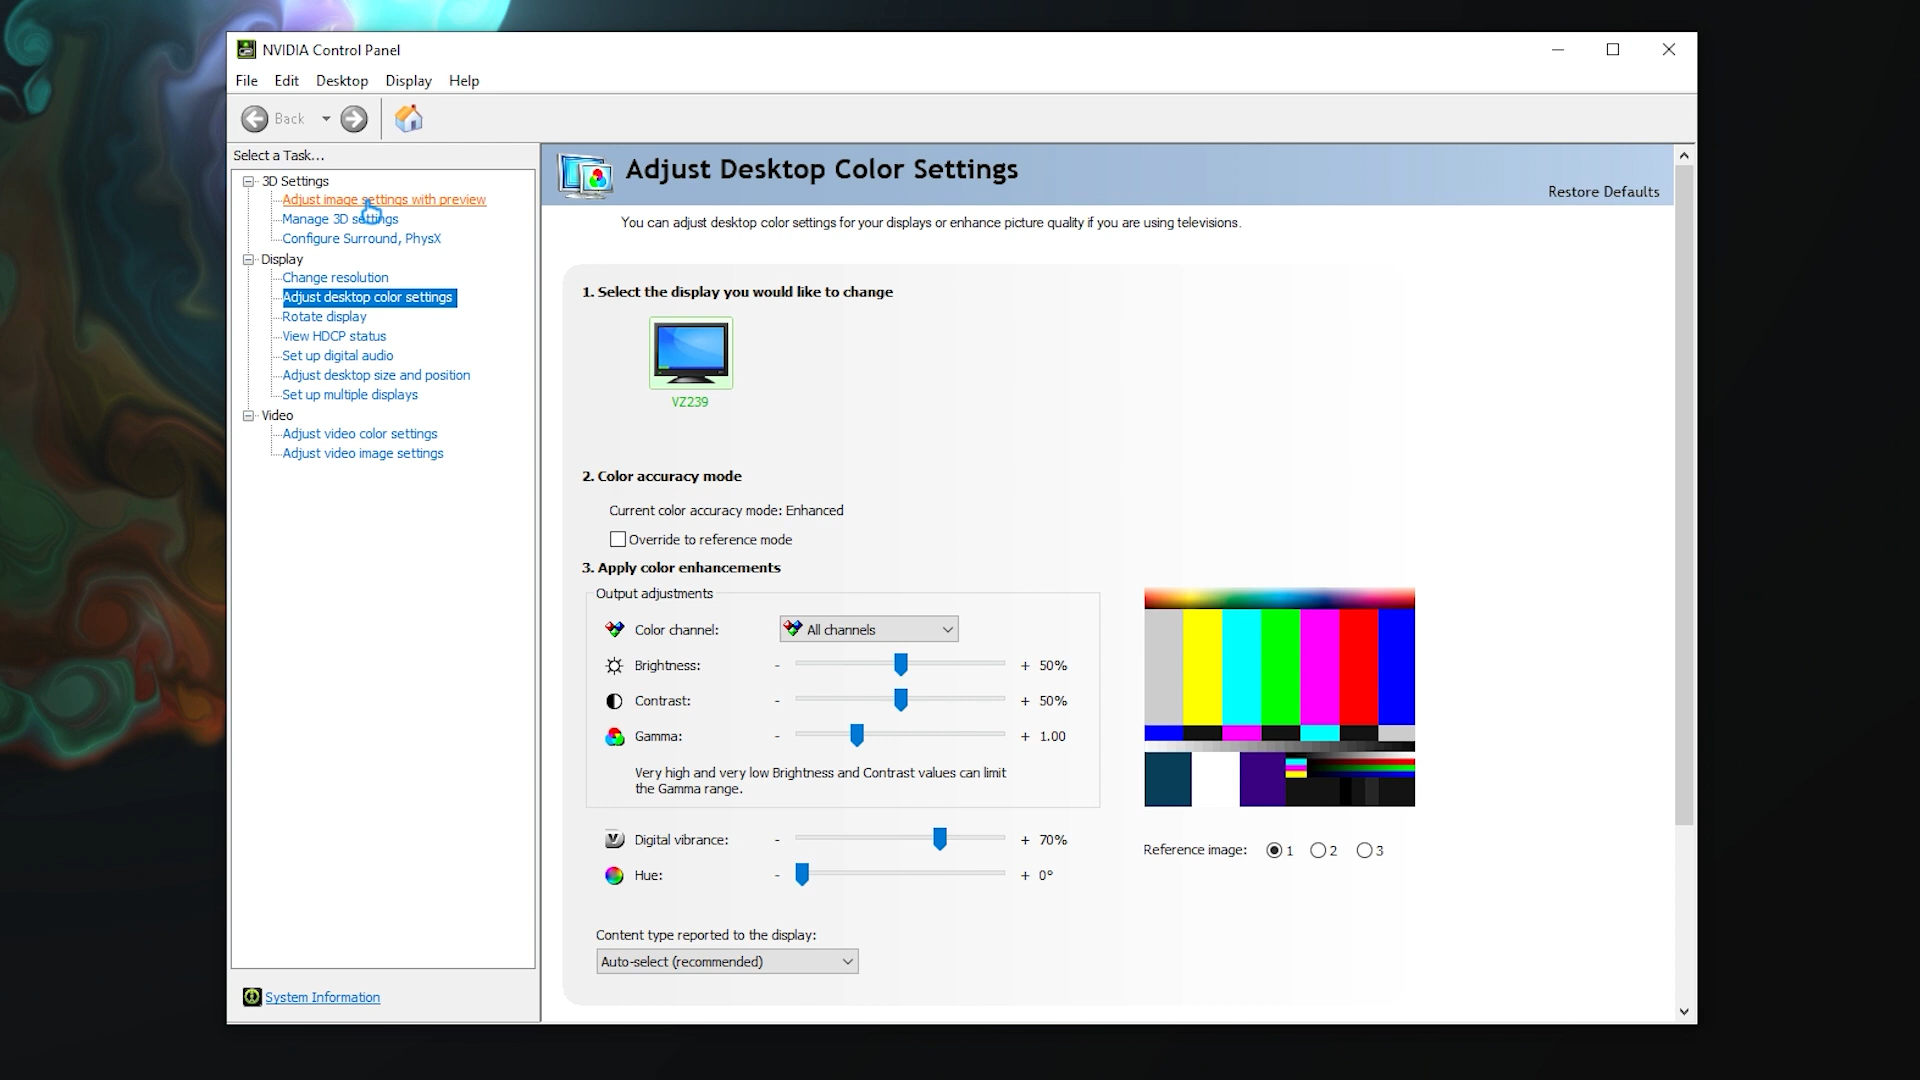 NVIDIA Control Panel
File Edit Desktop Display Help
Back
Select a Task...
3D Settings
Adjust image settings with preview
Manage 3D settings
Configure Surround, PhysX
Display
Change resolution
Adjust desktop color settings
Rotate display
View HDCP status
Set up digital audio
Adjust desktop size and position
Set up multiple displays
Video
Adjust video color settings
Adjust video image settings
System Information
Adjust Desktop Color Settings
Restore Defaults
You can adjust desktop color settings for your displays or enhance picture quality if you are using televisions.
1. Select the display you would like to change
VZ239
2. Color accuracy mode
Current color accuracy mode: Enhanced
Override to reference mode
3. Apply color enhancements
Output adjustments
Color channel: All channels
Brightness: - + 50%
Contrast: - + 50%
Gamma: - + 1.00
Very high and very low Brightness and Contrast values can limit
the Gamma range.
Digital vibrance: - + 70%
Hue: - + 0°
Reference image: 1 2 3
Content type reported to the display:
Auto-select (recommended)